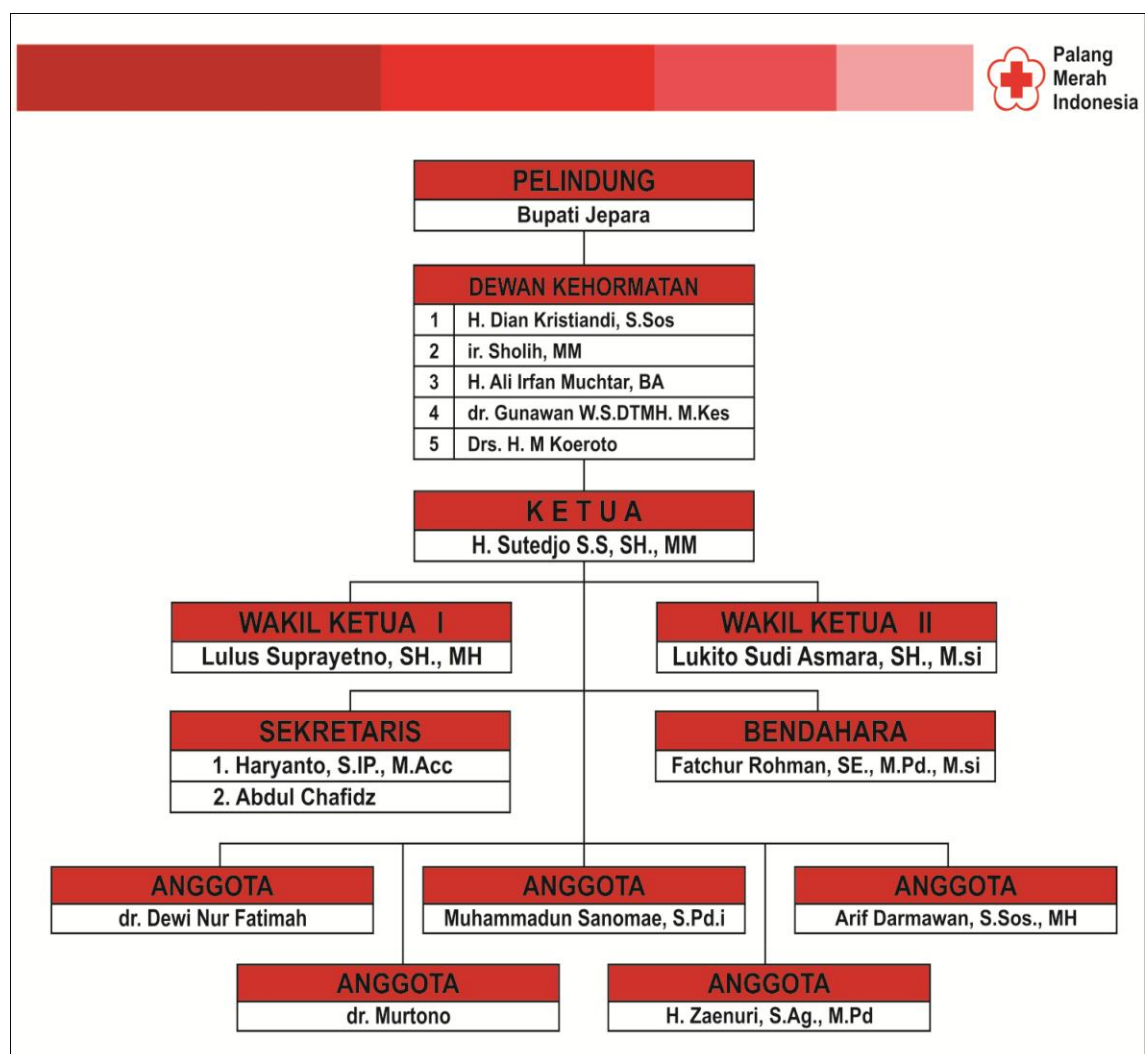 Palang
Merah
Indonesia
PELINDUNG
Bupati Jepara
DEWAN KEHORMATAN
1 H. Dian Kristiandi, S.Sos
2 ir. Sholih, MM
3 H. Ali Irfan Muchtar, BA
4 dr. Gunawan W.S.DTMH. M.Kes
5 Drs. H. M Koeroto
K E T U A
H. Sutedjo S.S, SH., MM
WAKIL KETUA I
Lulus Suprayetno, SH., MH
WAKIL KETUA II
Lukito Sudi Asmara, SH., M.si
SEKRETARIS
1. Haryanto, S.IP., M.Acc
2. Abdul Chafidz
BENDAHARA
Fatchur Rohman, SE., M.Pd., M.si
ANGGOTA
dr. Dewi Nur Fatimah
ANGGOTA
Muhammadun Sanomae, S.Pd.i
ANGGOTA
Arif Darmawan, S.Sos., MH
ANGGOTA
dr. Murtono
ANGGOTA
H. Zaenuri, S.Ag., M.Pd